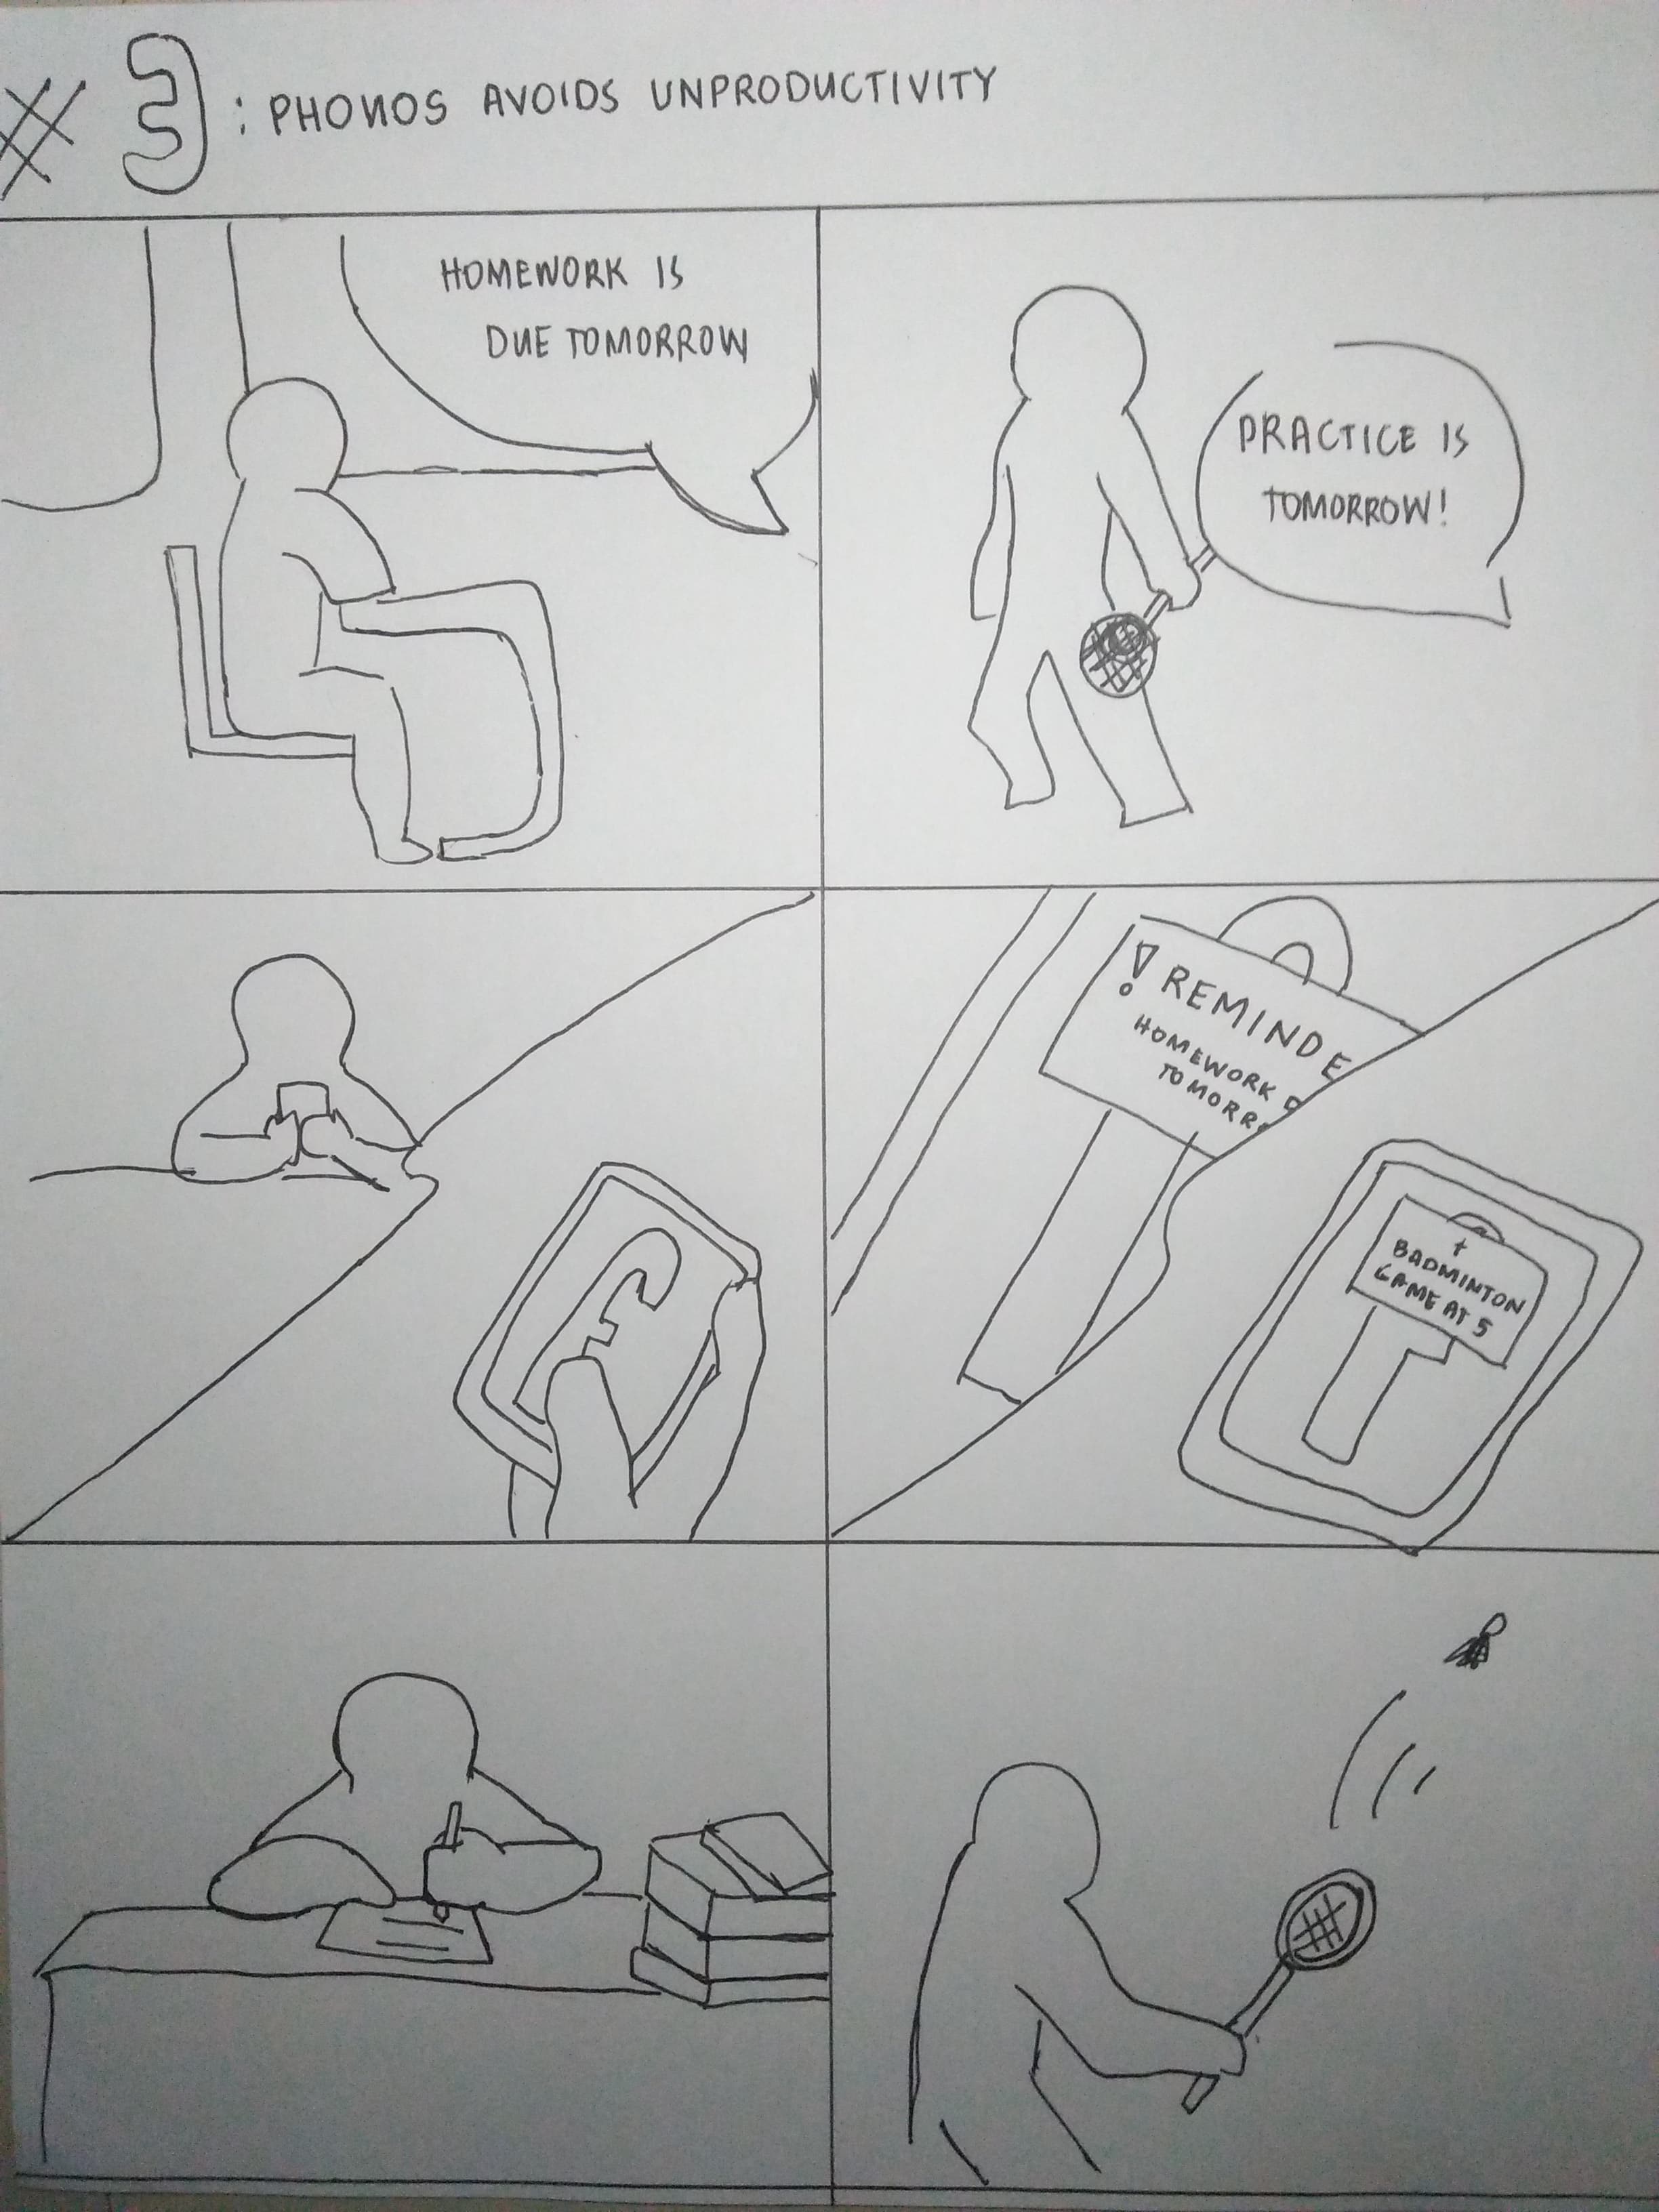 # 3: PHONOS AVOIDS UNPRODUCTIVITY
HOMEWORK IS
DUE TOMORROW
PRACTICE IS
TOMORROW!
! REMINDE
HOMEWORK D
TOMORR
+
BADMINTON
GAME AT 5